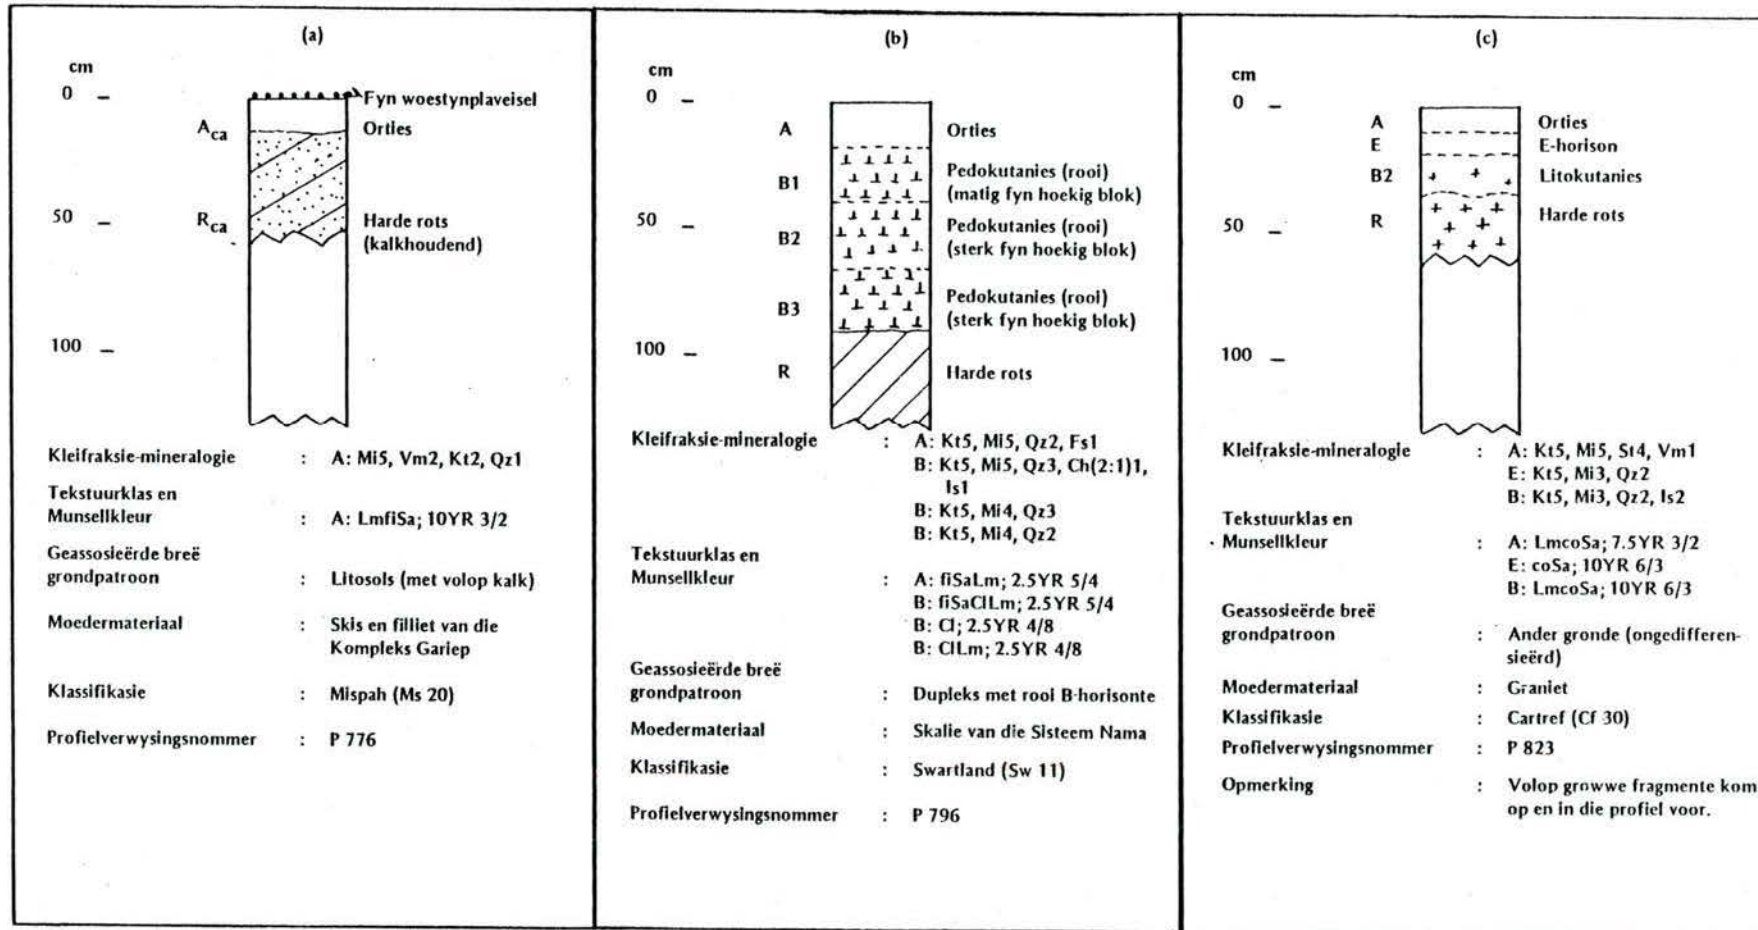 (a)
cm
0 –
Fyn woestynplaveisel
A_ca
Orties
50 –
R_ca
Harde rots
(kalkhoudend)
100 –
Kleifraksie-mineralogie : A: Mi5, Vm2, Kt2, Qz1
Tekstuurklas en
Munsellkleur : A: LmfiSa; 10YR 3/2
Geassosieërde breë
grondpatroon : Litosols (met volop kalk)
Moedermateriaal : Skis en filliet van die
Kompleks Gariep
Klassifikasie : Mispah (Ms 20)
Profielverwysingsnommer : P 776
(b)
cm
0 –
A
Orties
B1
Pedokutanies (rooi)
(matig fyn hoekig blok)
50 –
B2
Pedokutanies (rooi)
(sterk fyn hoekig blok)
B3
Pedokutanies (rooi)
(sterk fyn hoekig blok)
100 –
R
Harde rots
Kleifraksie-mineralogie : A: Kt5, Mi5, Qz2, Fs1
B: Kt5, Mi5, Qz3, Ch(2:1)1,
Is1
B: Kt5, Mi4, Qz3
B: Kt5, Mi4, Qz2
Tekstuurklas en
Munsellkleur : A: fiSaLm; 2.5YR 5/4
B: fiSaClLm; 2.5YR 5/4
B: Cl; 2.5YR 4/8
B: ClLm; 2.5YR 4/8
Geassosieërde breë
grondpatroon : Dupleks met rooi B-horisonte
Moedermateriaal : Skalie van die Sisteem Nama
Klassifikasie : Swartland (Sw 11)
Profielverwysingsnommer : P 796
(c)
cm
0 –
A
Orties
E
E-horison
B2
Litokutanies
R
Harde rots
50 –
100 –
Kleifraksie-mineralogie : A: Kt5, Mi5, St4, Vm1
E: Kt5, Mi3, Qz2
B: Kt5, Mi3, Qz2, Is2
Tekstuurklas en
Munsellkleur : A: LmcoSa; 7.5YR 3/2
E: coSa; 10YR 6/3
B: LmcoSa; 10YR 6/3
Geassosieërde breë
grondpatroon : Ander gronde (ongedifferen-
sieërd)
Moedermateriaal : Graniet
Klassifikasie : Cartref (Cf 30)
Profielverwysingsnommer : P 823
Opmerking : Volop growwe fragmente kom
op en in die profiel voor.